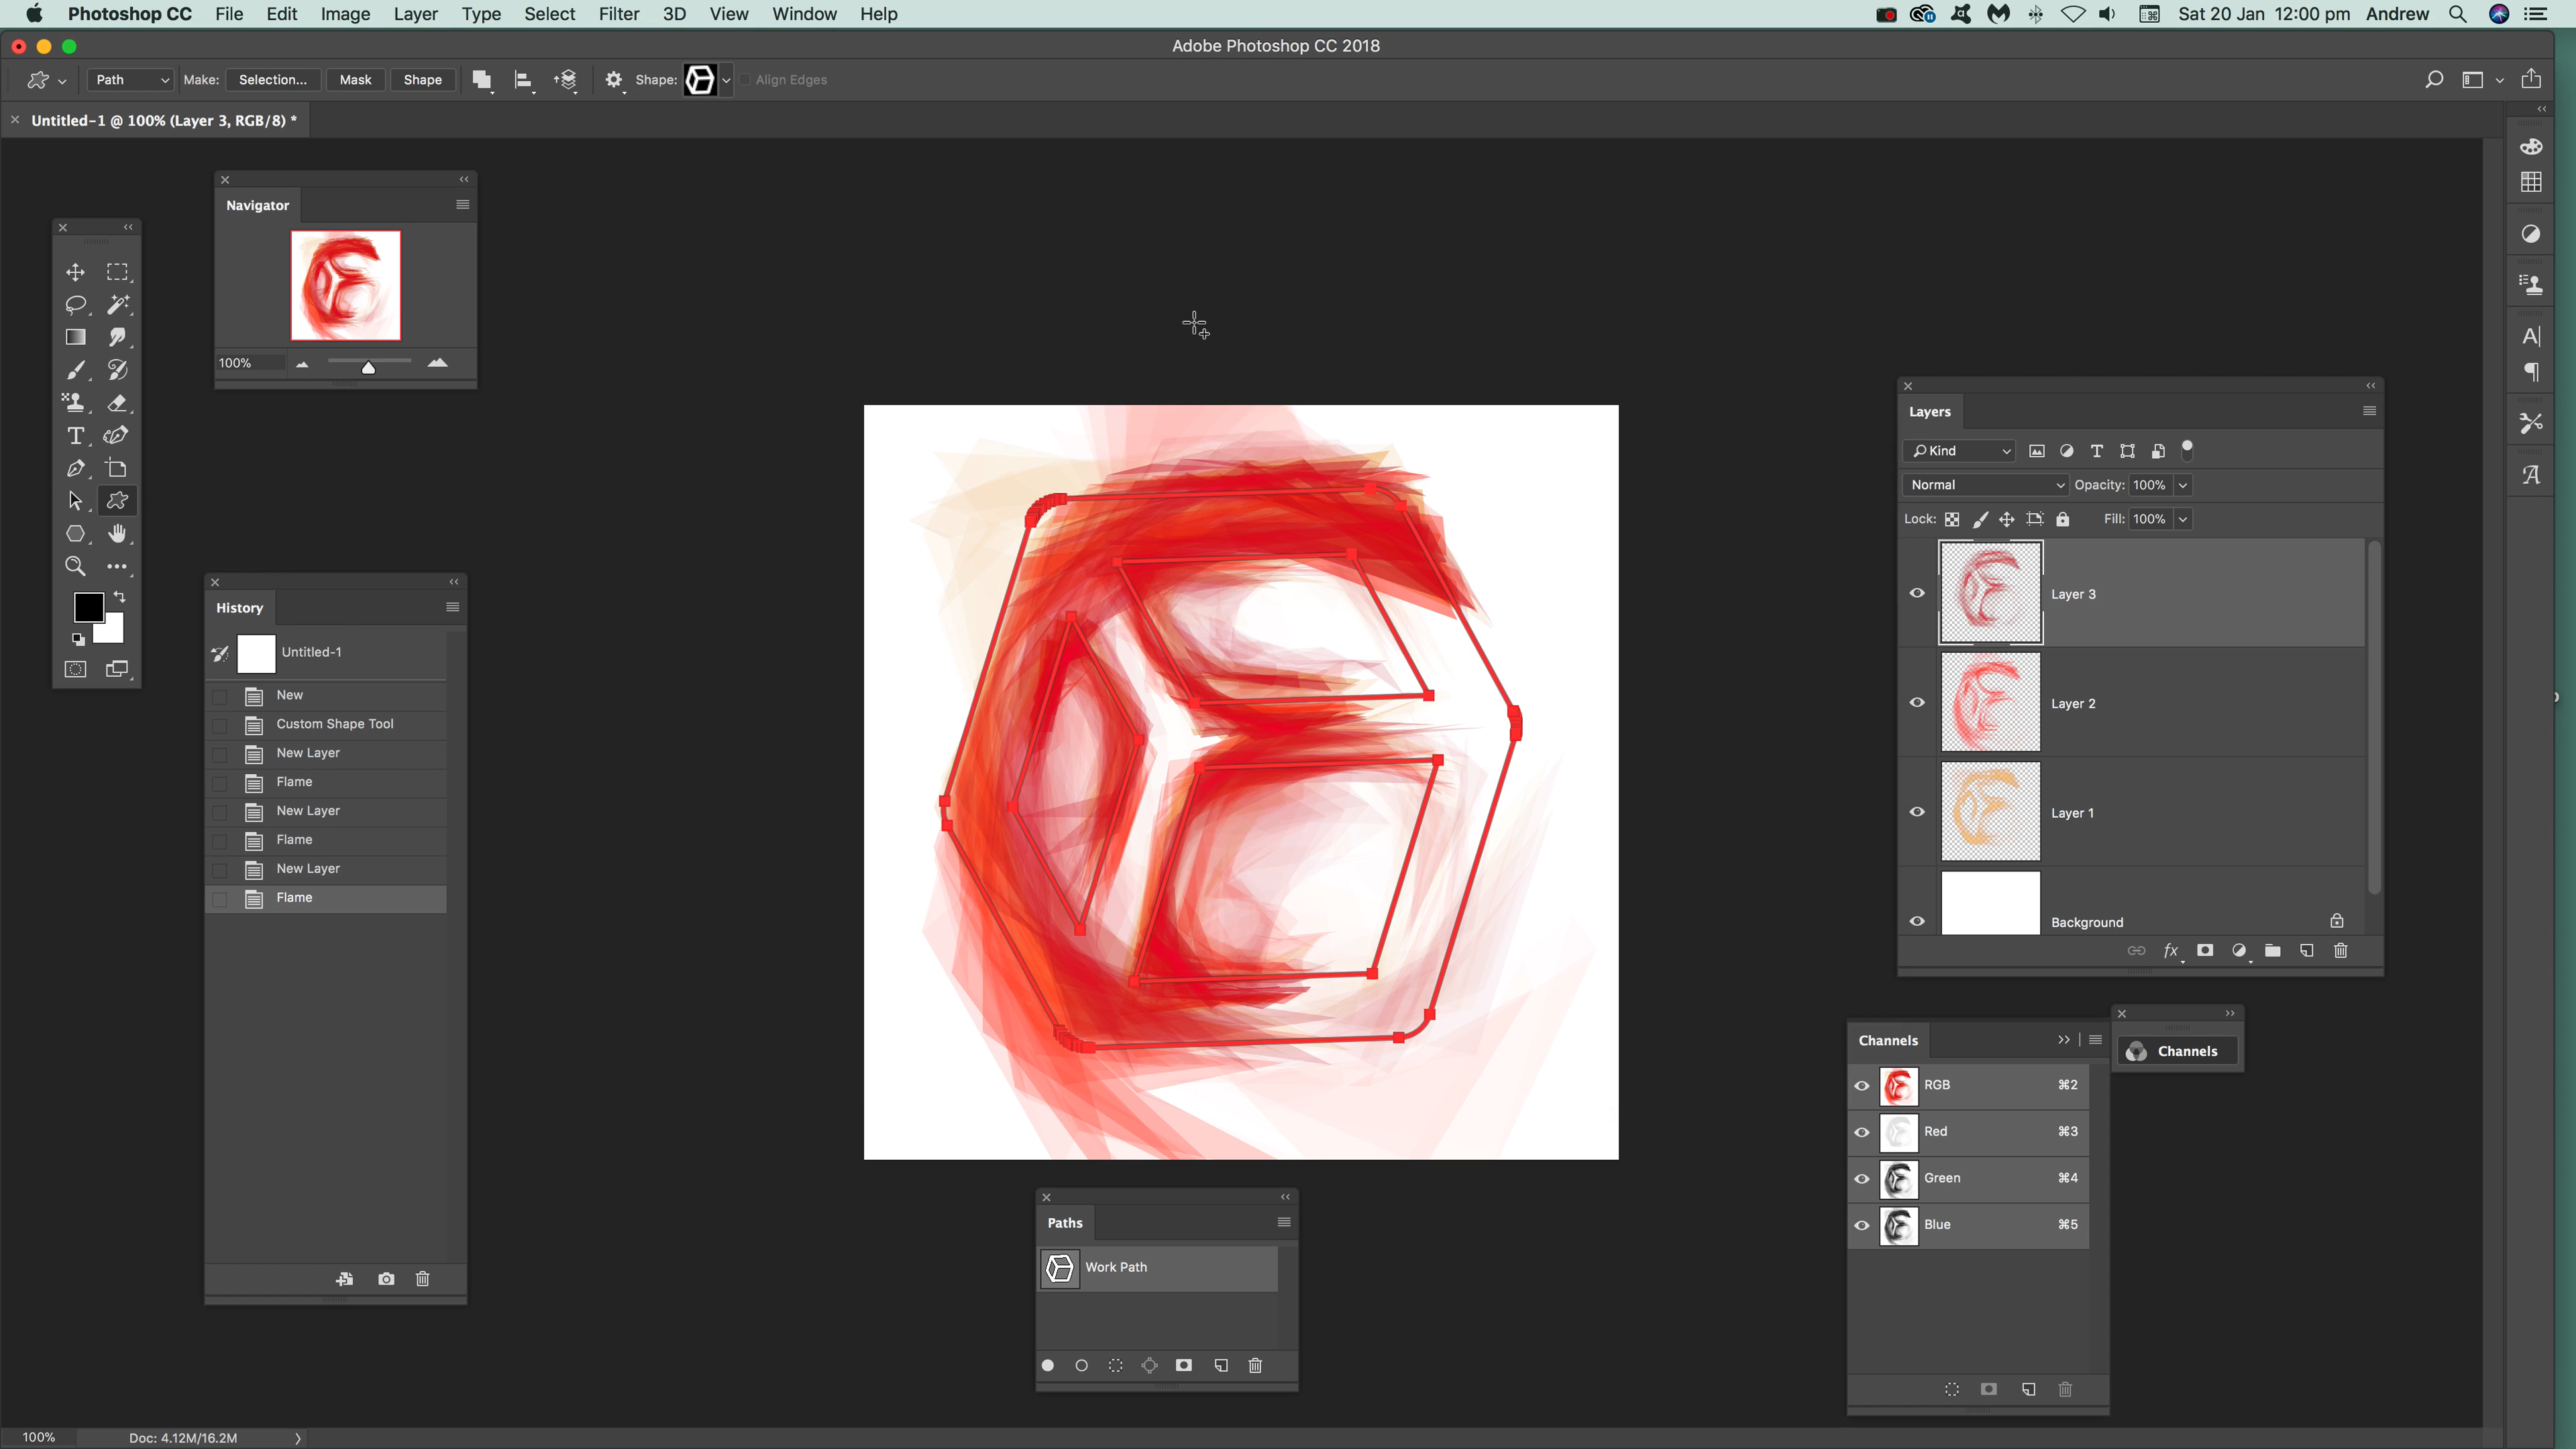 Photoshop CC File Edit Image Layer Type Select Filter 3D View Window Help
Sat 20 Jan 12:00 pm Andrew
Adobe Photoshop CC 2018
Path Make: Selection... Mask Shape Shape: Align Edges
Untitled-1 @ 100% (Layer 3, RGB/8) *
Navigator
100%
History
Untitled-1
New
Custom Shape Tool
New Layer
Flame
New Layer
Flame
New Layer
Flame
Layers
Kind
Normal Opacity: 100%
Lock: Fill: 100%
Layer 3
Layer 2
Layer 1
Background
fx
Channels
RGB ⌘2
Red ⌘3
Green ⌘4
Blue ⌘5
Channels
Paths
Work Path
100% Doc: 4.12M/16.2M